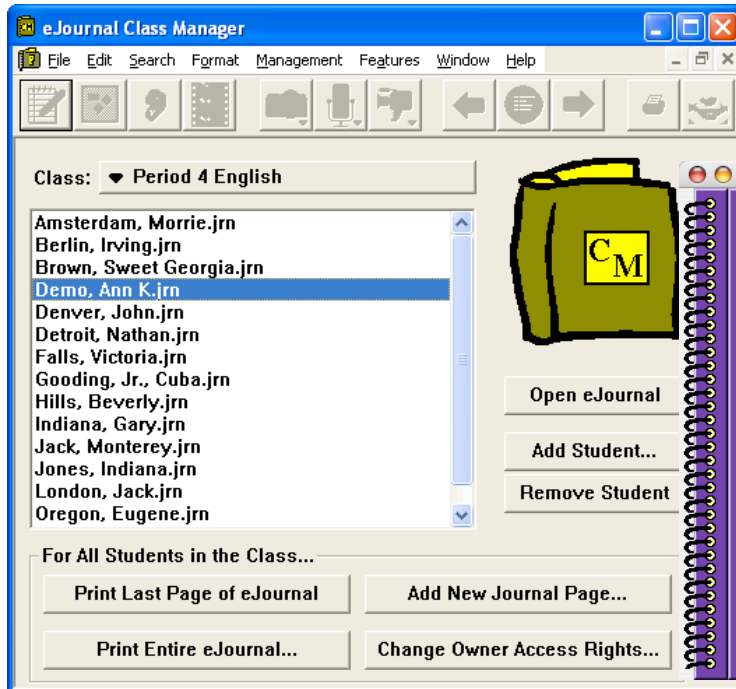 eJournal Class Manager
File Edit Search Format Management Features Window Help
Class: Period 4 English
Amsterdam, Morrie.jrn
Berlin, Irving.jrn
Brown, Sweet Georgia.jrn
Demo, Ann K.jrn
Denver, John.jrn
Detroit, Nathan.jrn
Falls, Victoria.jrn
Gooding, Jr., Cuba.jrn
Hills, Beverly.jrn
Indiana, Gary.jrn
Jack, Monterey.jrn
Jones, Indiana.jrn
London, Jack.jrn
Oregon, Eugene.jrn
CM
Open eJournal
Add Student...
Remove Student
For All Students in the Class...
Print Last Page of eJournal
Add New Journal Page...
Print Entire eJournal...
Change Owner Access Rights...